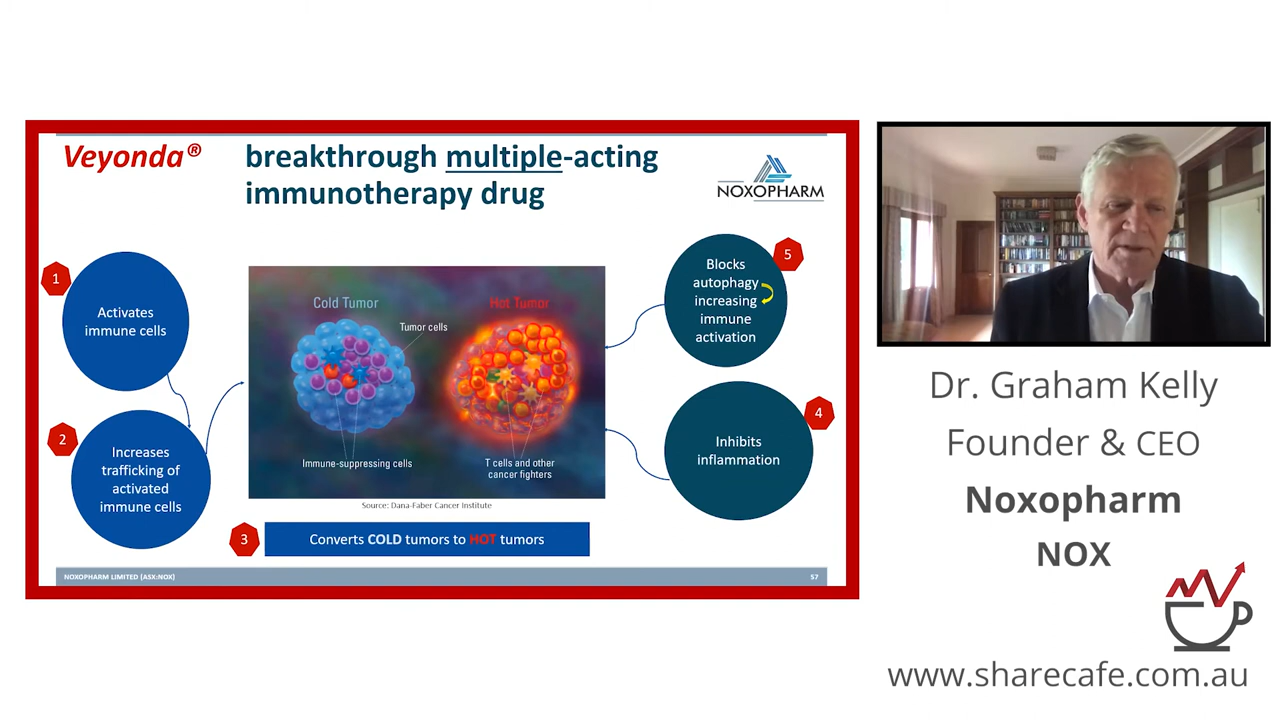 Veyonda®
breakthrough multiple-acting
immunotherapy drug
NOXOPHARM
1
Activates
immune cells
2
Increases
trafficking of
activated
immune cells
Cold Tumor
Hot Tumor
Tumor cells
Immune-suppressing cells
T cells and other
cancer fighters
Source: Dana-Faber Cancer Institute
3
Converts COLD tumors to HOT tumors
5
Blocks
autophagy
increasing
immune
activation
4
Inhibits
inflammation
NOXOPHARM LIMITED (ASX:NOX)
57
Dr. Graham Kelly
Founder & CEO
Noxopharm
NOX
www.sharecafe.com.au